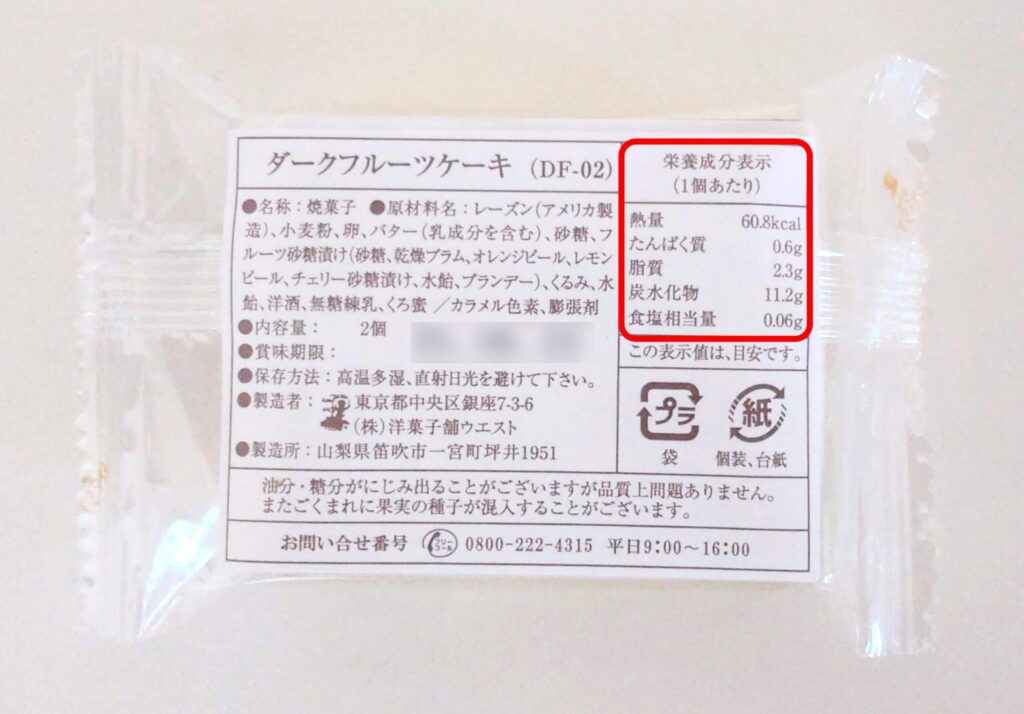 ダークフルーツケーキ (DF-02)
●名称：焼菓子 ●原材料名：レーズン(アメリカ製
造)、小麦粉、卵、バター(乳成分を含む)、砂糖、フ
ルーツ砂糖漬け(砂糖、乾燥プラム、オレンジピール、レモン
ピール、チェリー砂糖漬け、水飴、ブランデー)、くるみ、水
飴、洋酒、無糖練乳、くろ蜜／カラメル色素、膨張剤
●内容量： 2個
●賞味期限：
●保存方法：高温多湿、直射日光を避けて下さい。
●製造者： 東京都中央区銀座7-3-6
(株)洋菓子舗ウエスト
●製造所：山梨県笛吹市一宮町坪井1951
栄養成分表示
(1個あたり)
熱量 60.8kcal
たんぱく質 0.6g
脂質 2.3g
炭水化物 11.2g
食塩相当量 0.06g
この表示値は、目安です。
プラ
袋
紙
個装、台紙
油分・糖分がにじみ出ることがございますが品質上問題ありません。
またごくまれに果実の種子が混入することがございます。
お問い合せ番号 フリーコール 0800-222-4315 平日9:00～16:00